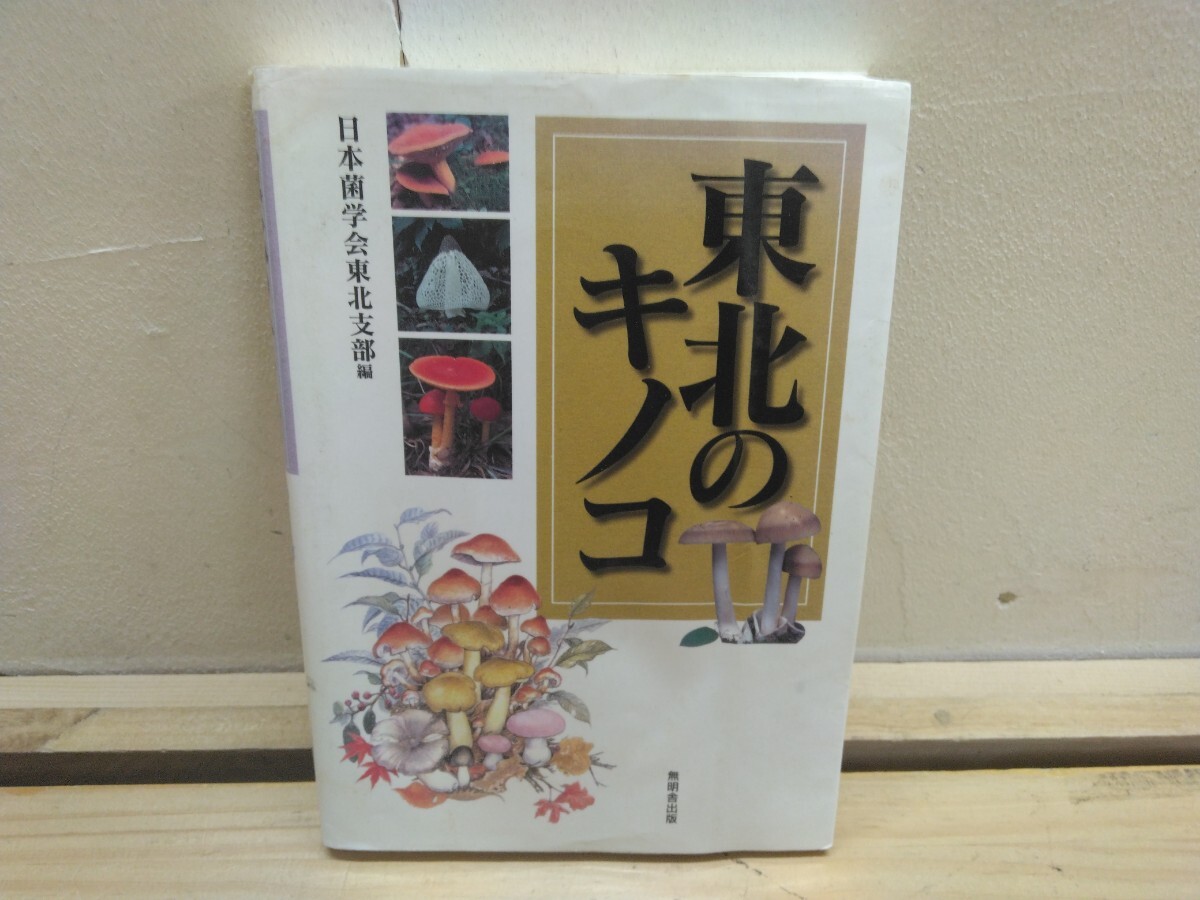 東北の
キノコ
日本菌学会東北支部編
無明舎出版